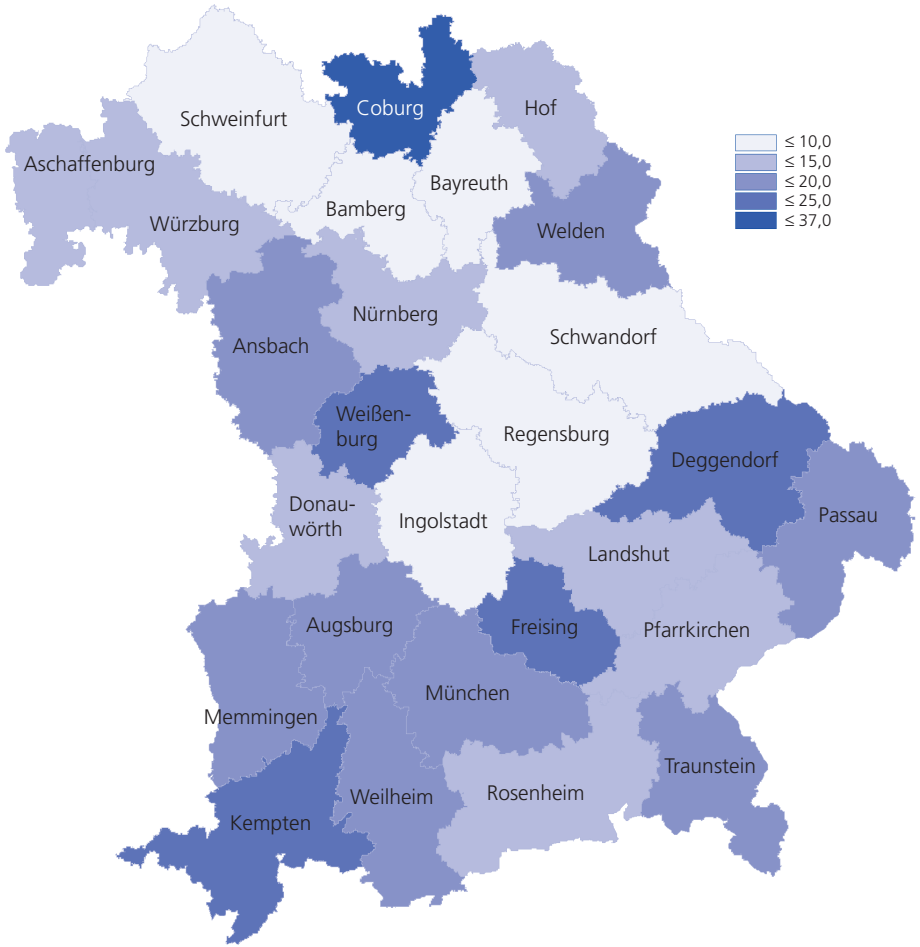 Coburg
Hof
Schweinfurt
Aschaffenburg
Bayreuth
Bamberg
Würzburg
Welden
≤ 10,0
≤ 15,0
≤ 20,0
≤ 25,0
≤ 37,0
Nürnberg
Schwandorf
Ansbach
Weißen-
burg
Regensburg
Deggendorf
Donau-
wörth
Ingolstadt
Passau
Landshut
Augsburg
Freising
Pfarrkirchen
München
Memmingen
Traunstein
Weilheim
Rosenheim
Kempten